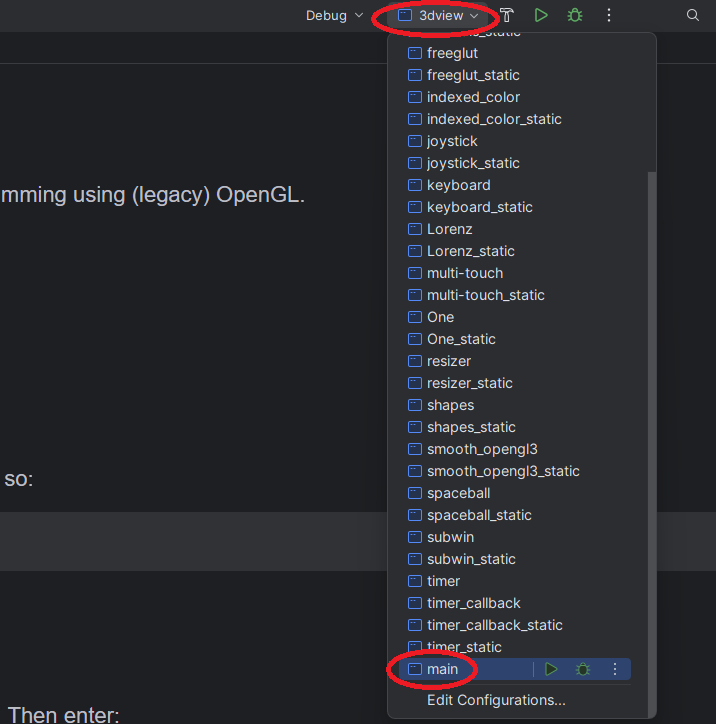 Debug
3dview
freeglut
freeglut_static
indexed_color
indexed_color_static
joystick
joystick_static
keyboard
keyboard_static
Lorenz
Lorenz_static
multi-touch
multi-touch_static
One
One_static
resizer
resizer_static
shapes
shapes_static
smooth_opengl3
smooth_opengl3_static
spaceball
spaceball_static
subwin
subwin_static
timer
timer_callback
timer_callback_static
timer_static
main
Edit Configurations...
mming using (legacy) OpenGL.
so:
Then enter: